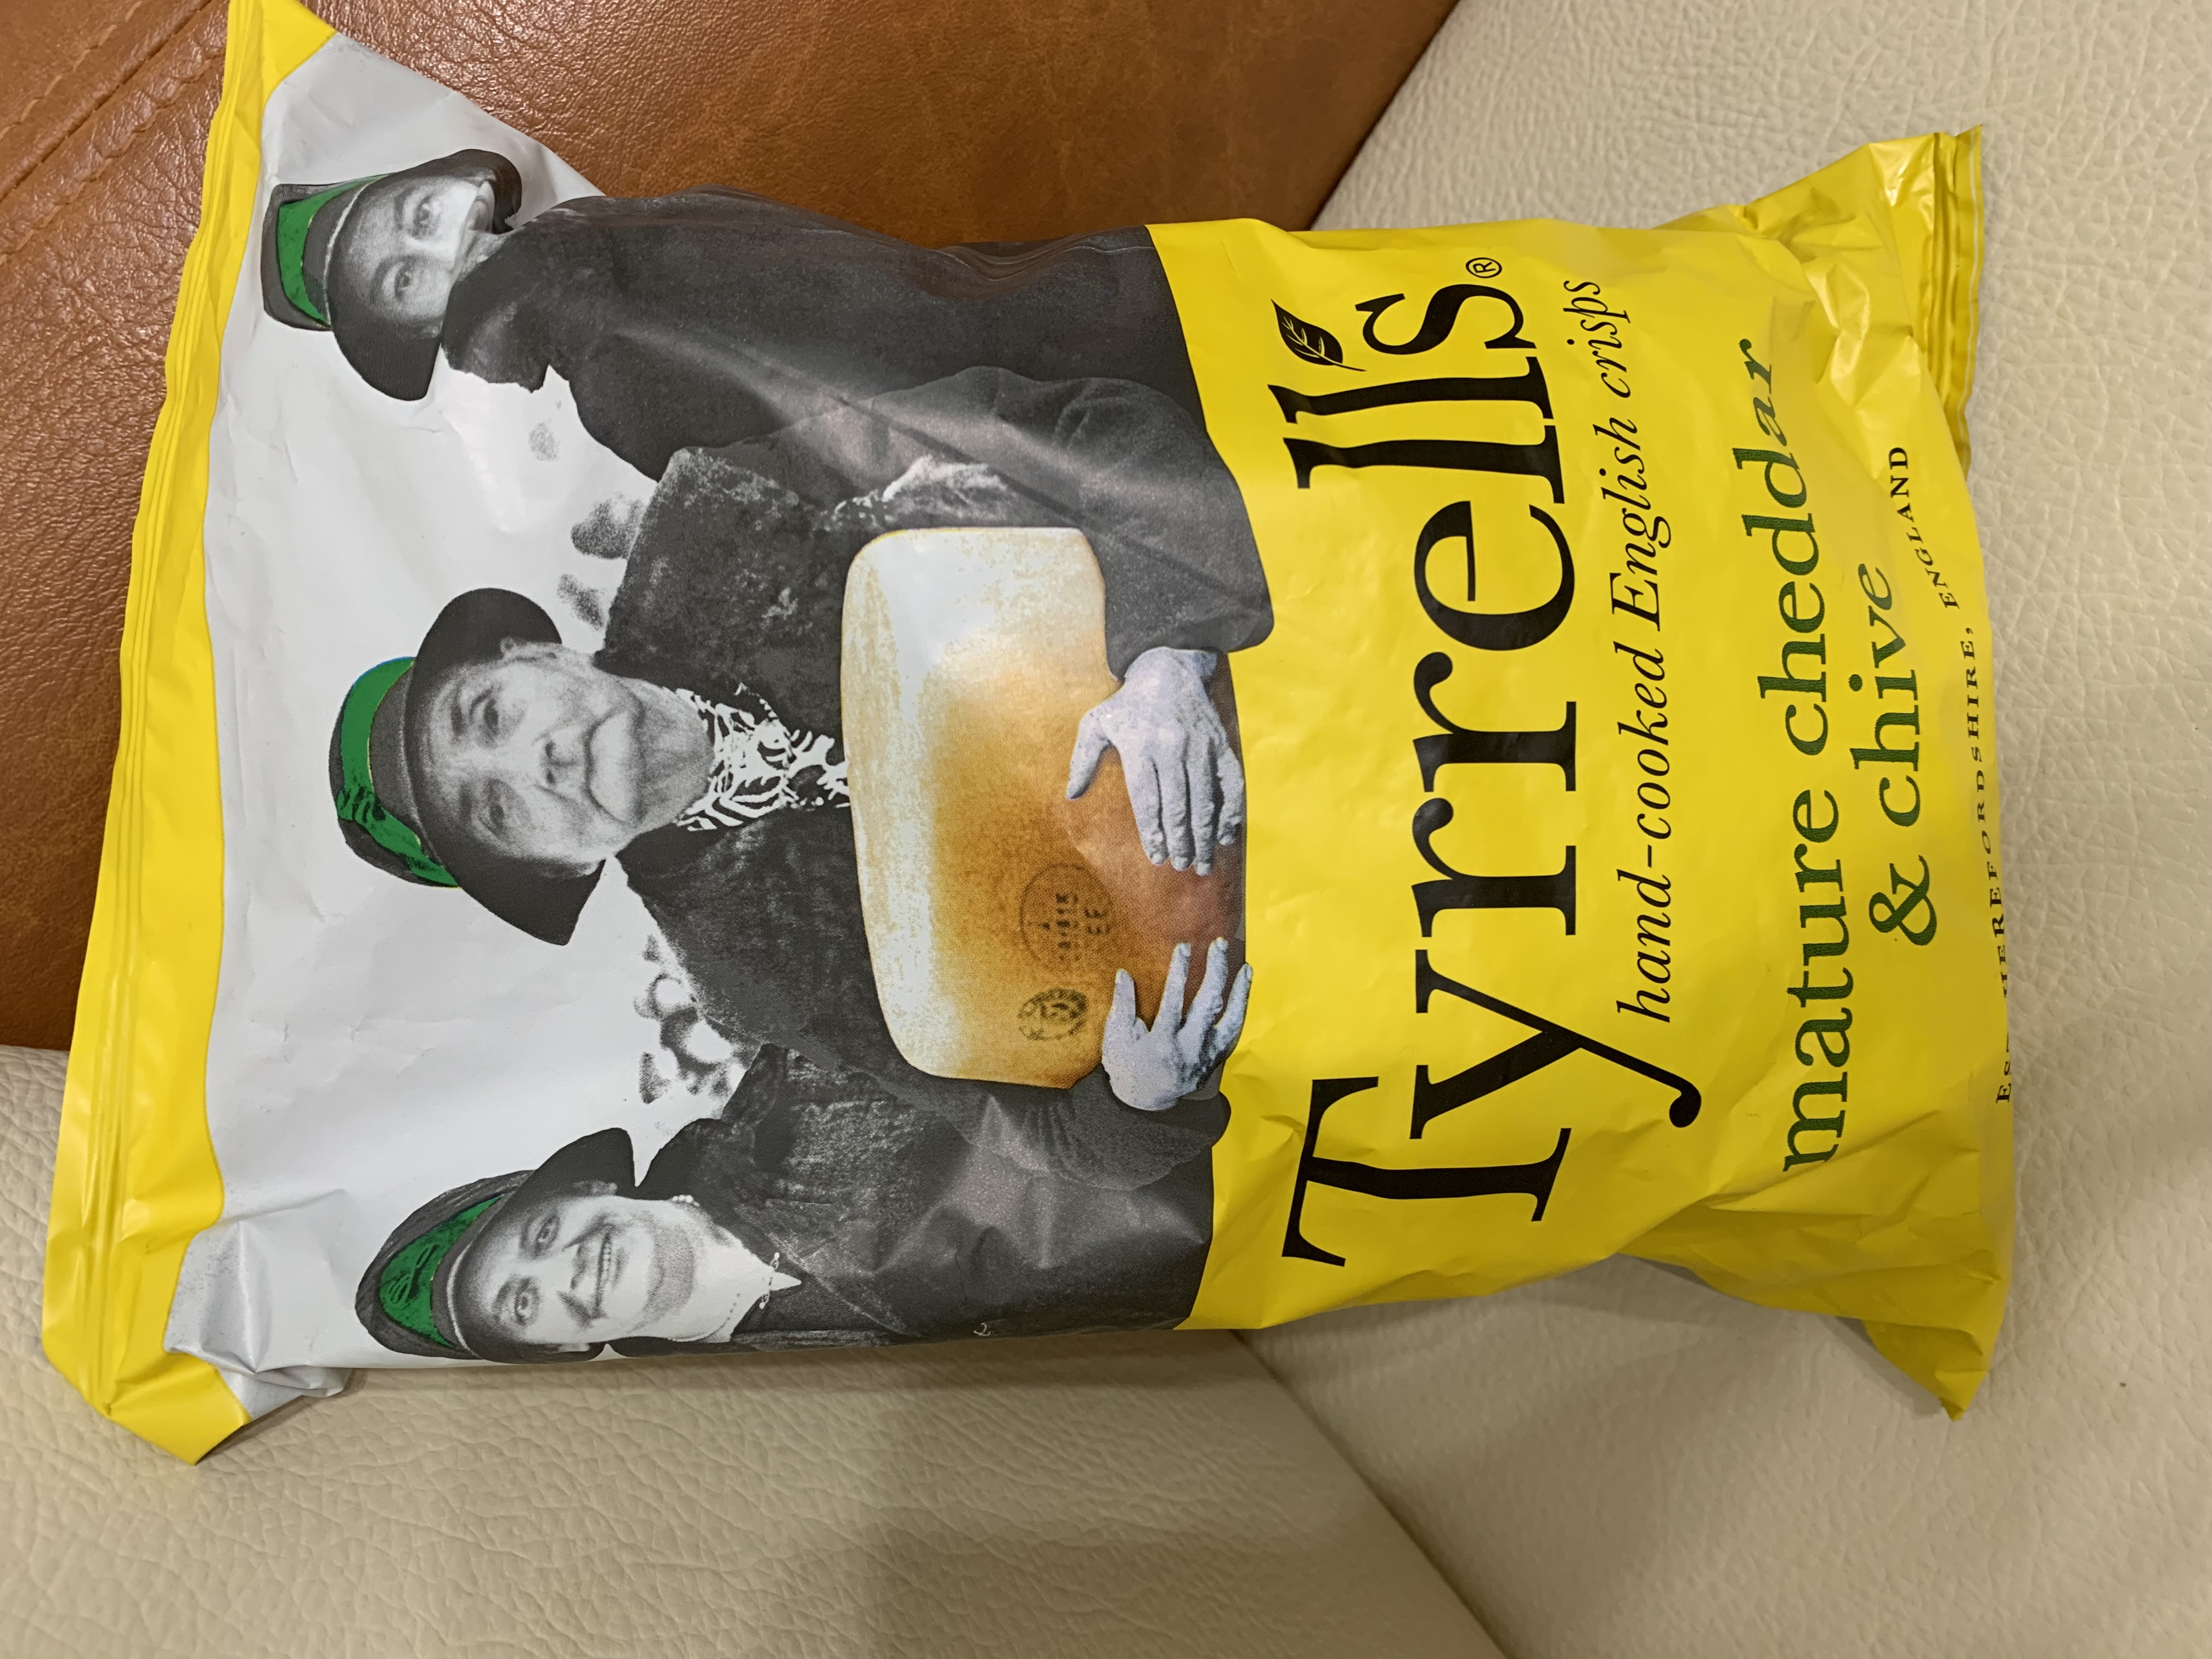 Tyrrell's®
hand-cooked English crisps
mature cheddar
& chive
HEREFORDSHIRE, ENGLAND